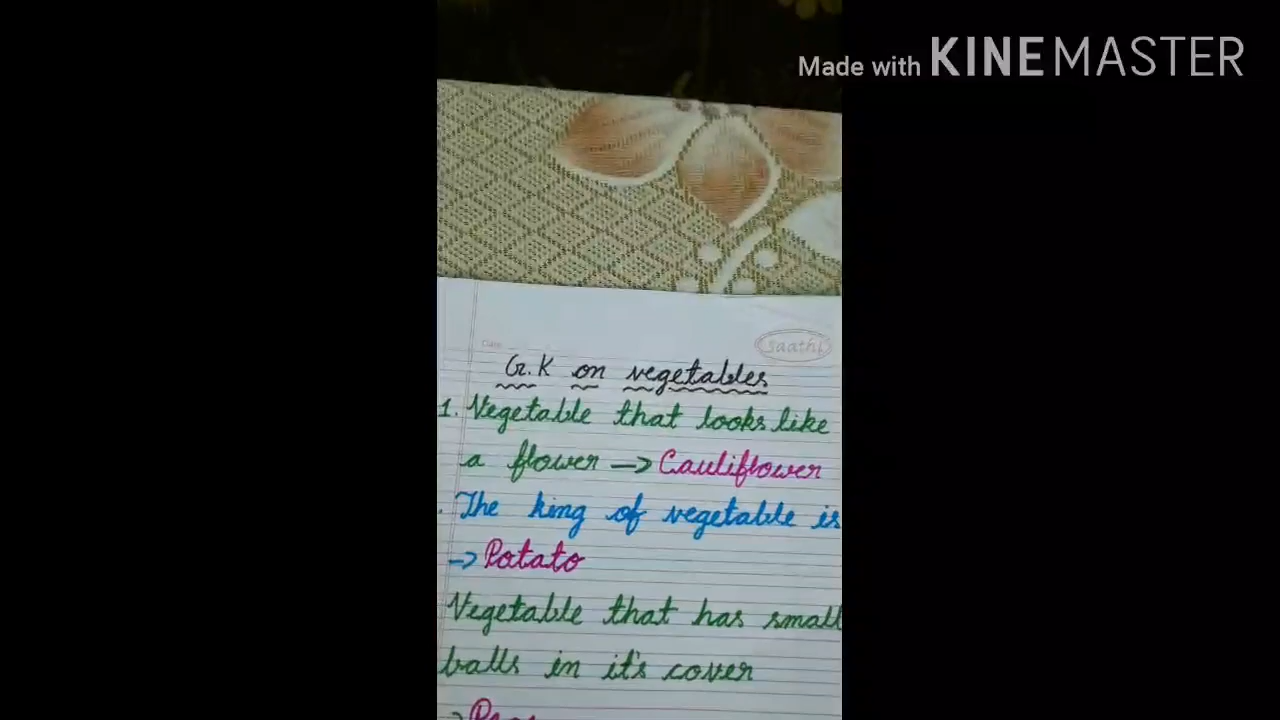 Made with KINEMASTER
Date
Saathi
G.K on vegetables
1. Vegetable that looks like
a flower -> Cauliflower
The king of vegetable is
-> Potato
Vegetable that has small
balls in it's cover